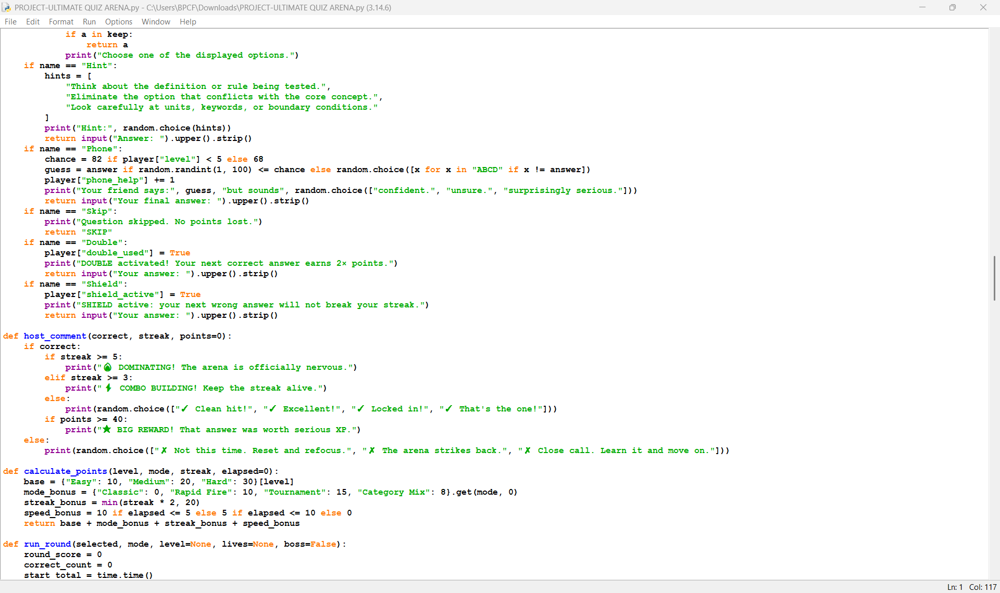 PROJECT-ULTIMATE QUIZ ARENA.py - C:\Users\BPCF\Downloads\PROJECT-ULTIMATE QUIZ ARENA.py (3.14.6)
File Edit Format Run Options Window Help
            if a in keep:
                return a
            print("Choose one of the displayed options.")
    if name == "Hint":
        hints = [
            "Think about the definition or rule being tested.",
            "Eliminate the option that conflicts with the core concept.",
            "Look carefully at units, keywords, or boundary conditions."
        ]
        print("Hint:", random.choice(hints))
        return input("Answer: ").upper().strip()
    if name == "Phone":
        chance = 82 if player["level"] < 5 else 68
        guess = answer if random.randint(1, 100) <= chance else random.choice([x for x in "ABCD" if x != answer])
        player["phone_help"] += 1
        print("Your friend says:", guess, "but sounds", random.choice(["confident.", "unsure.", "surprisingly serious."]))
        return input("Your final answer: ").upper().strip()
    if name == "Skip":
        print("Question skipped. No points lost.")
        return "SKIP"
    if name == "Double":
        player["double_used"] = True
        print("DOUBLE activated! Your next correct answer earns 2× points.")
        return input("Your answer: ").upper().strip()
    if name == "Shield":
        player["shield_active"] = True
        print("SHIELD active: your next wrong answer will not break your streak.")
        return input("Your answer: ").upper().strip()

def host_comment(correct, streak, points=0):
    if correct:
        if streak >= 5:
            print("🔥 DOMINATING! The arena is officially nervous.")
        elif streak >= 3:
            print("⚡ COMBO BUILDING! Keep the streak alive.")
        else:
            print(random.choice(["✓ Clean hit!", "✓ Excellent!", "✓ Locked in!", "✓ That's the one!"]))
        if points >= 40:
            print("★ BIG REWARD! That answer was worth serious XP.")
    else:
        print(random.choice(["✗ Not this time. Reset and refocus.", "✗ The arena strikes back.", "✗ Close call. Learn it and move on."]))

def calculate_points(level, mode, streak, elapsed=0):
    base = {"Easy": 10, "Medium": 20, "Hard": 30}[level]
    mode_bonus = {"Classic": 0, "Rapid Fire": 10, "Tournament": 15, "Category Mix": 8}.get(mode, 0)
    streak_bonus = min(streak * 2, 20)
    speed_bonus = 10 if elapsed <= 5 else 5 if elapsed <= 10 else 0
    return base + mode_bonus + streak_bonus + speed_bonus

def run_round(selected, mode, level=None, lives=None, boss=False):
    round_score = 0
    correct_count = 0
    start_total = time.time()
Ln: 1 Col: 117